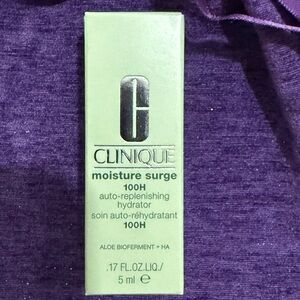 C
CLINIQUE
moisture surge
100H
auto-replenishing
hydrator
soin auto-réhydratant
100H
ALOE BIOFERMENT + HA
.17 FL.OZ.LIQ./
5 ml ℮